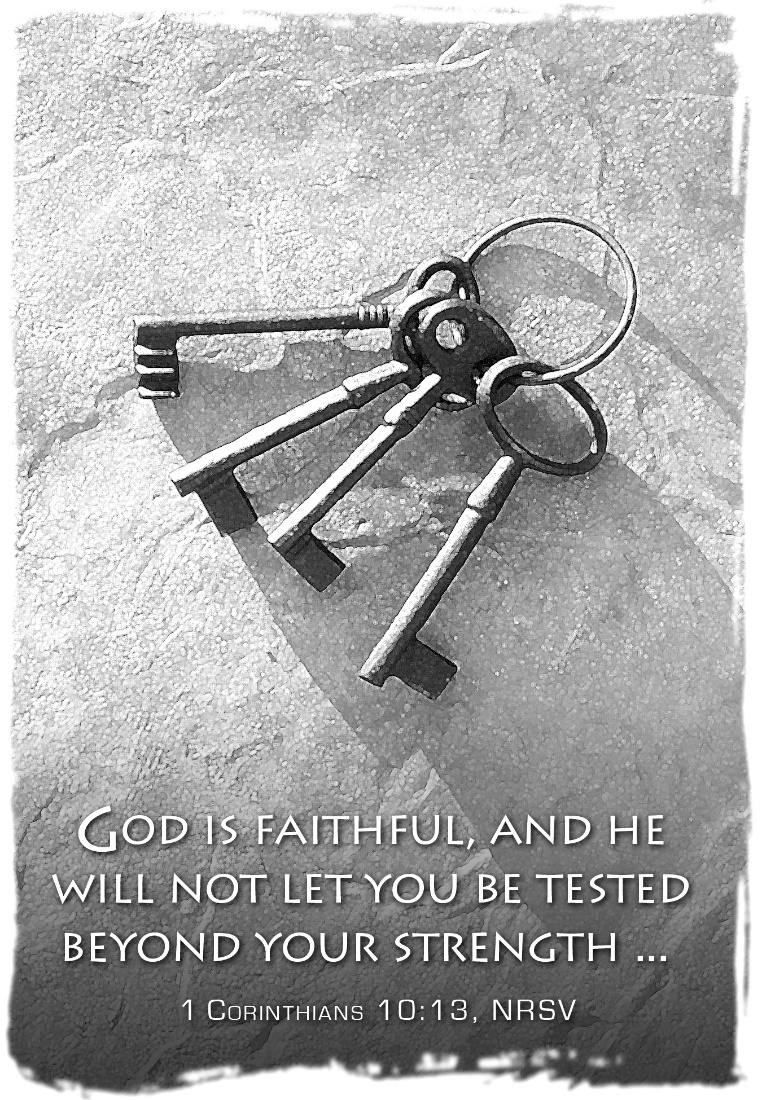 God is faithful, and he
will not let you be tested
beyond your strength ...
1 Corinthians 10:13, NRSV